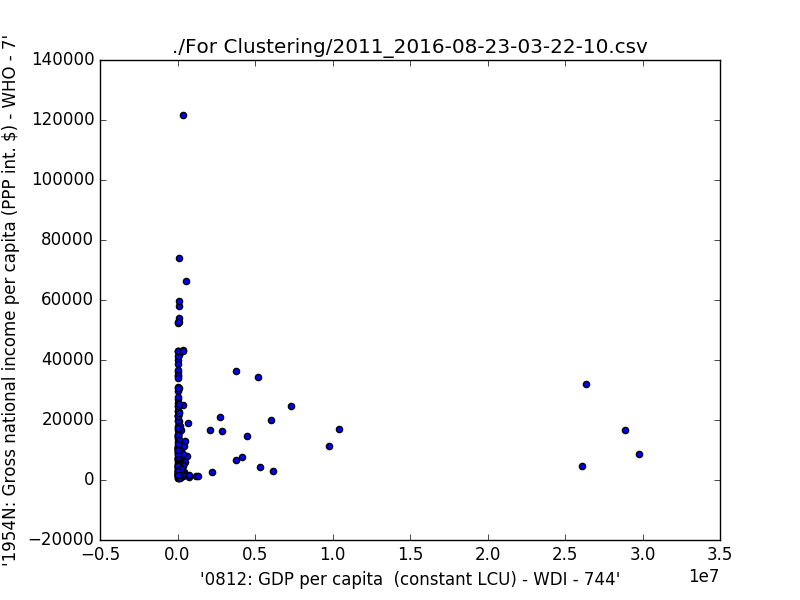 ./For Clustering/2011_2016-08-23-03-22-10.csv
'1954N: Gross national income per capita (PPP int. $) - WHO - 7'
140000
120000
100000
80000
60000
40000
20000
0
−20000
−0.5 0.0 0.5 1.0 1.5 2.0 2.5 3.0 3.5
1e7
'0812: GDP per capita  (constant LCU) - WDI - 744'